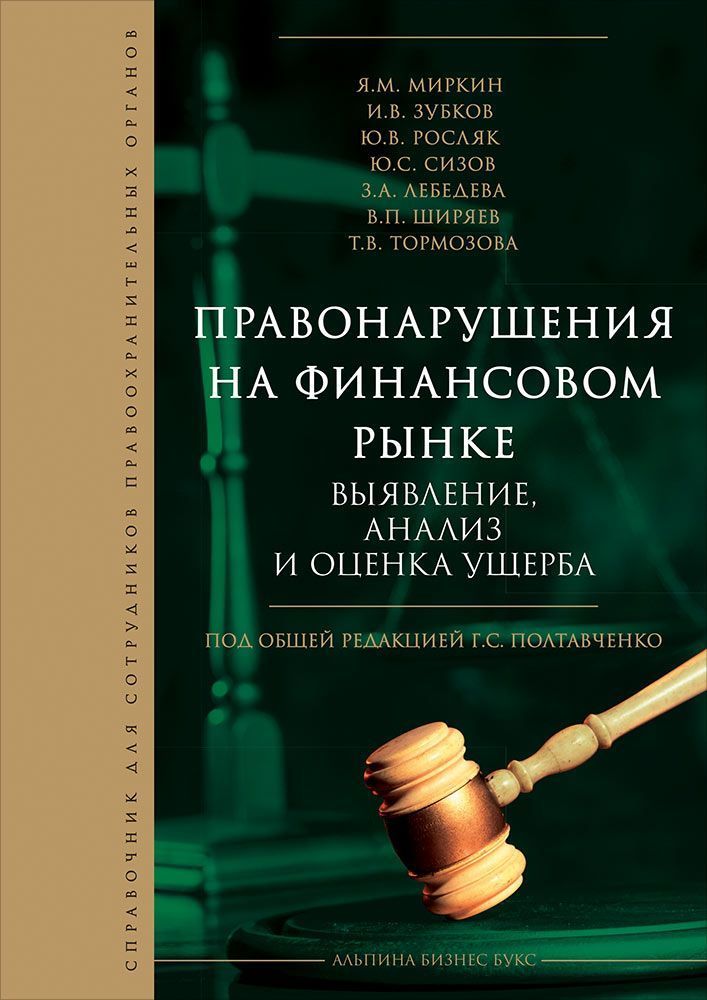 СПРАВОЧНИК ДЛЯ СОТРУДНИКОВ ПРАВООХРАНИТЕЛЬНЫХ ОРГАНОВ
Я.М. МИРКИН
И.В. ЗУБКОВ
Ю.В. РОСЛЯК
Ю.С. СИЗОВ
З.А. ЛЕБЕДЕВА
В.П. ШИРЯЕВ
Т.В. ТОРМОЗОВА
ПРАВОНАРУШЕНИЯ
НА ФИНАНСОВОМ
РЫНКЕ
ВЫЯВЛЕНИЕ,
АНАЛИЗ
И ОЦЕНКА УЩЕРБА
ПОД ОБЩЕЙ РЕДАКЦИЕЙ Г.С. ПОЛТАВЧЕНКО
АЛЬПИНА БИЗНЕС БУКС